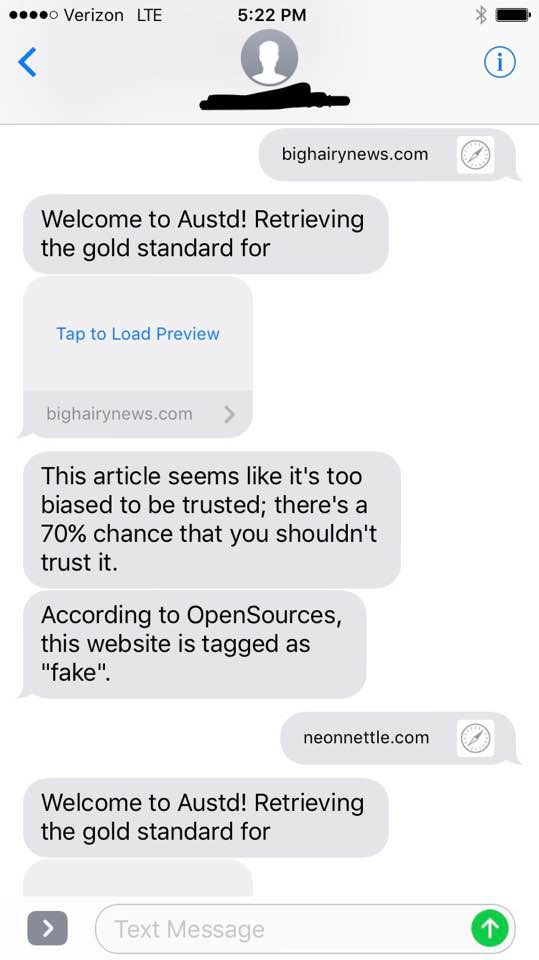 Verizon LTE 5:22 PM
bighairynews.com
Welcome to Austd! Retrieving
the gold standard for
Tap to Load Preview
bighairynews.com
This article seems like it's too
biased to be trusted; there's a
70% chance that you shouldn't
trust it.
According to OpenSources,
this website is tagged as
"fake".
neonnettle.com
Welcome to Austd! Retrieving
the gold standard for
Text Message